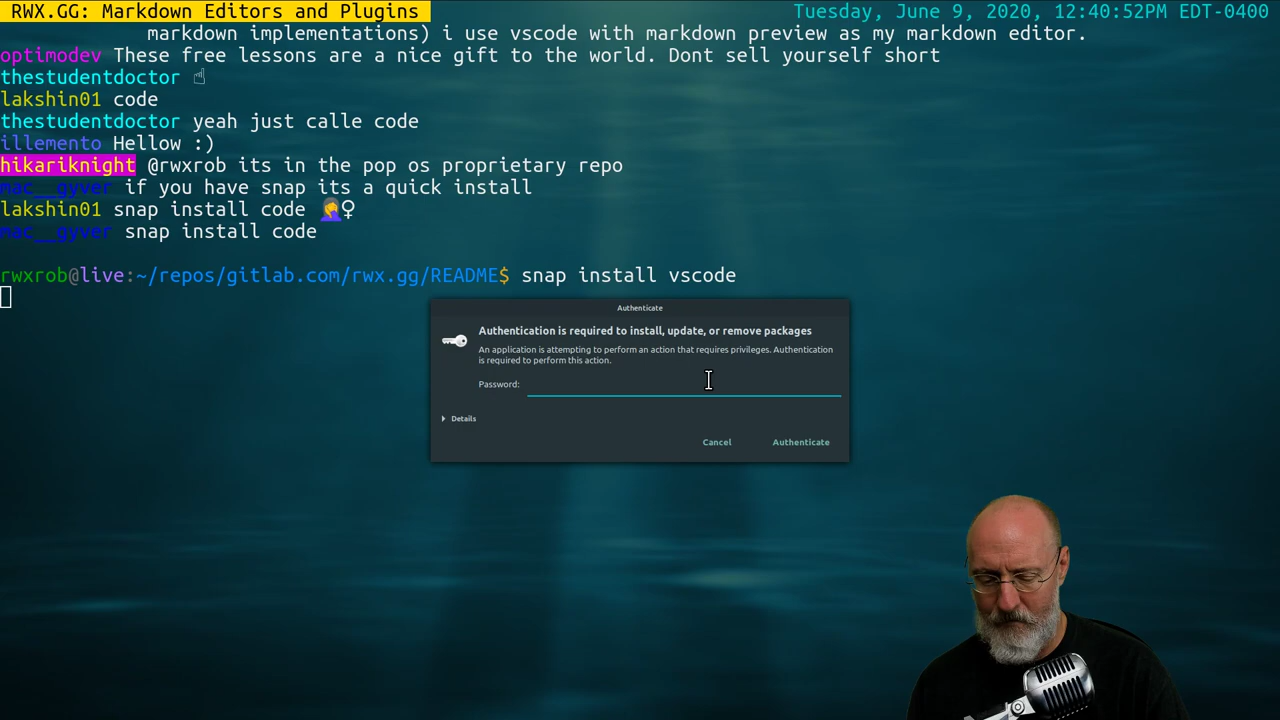 RWX.GG: Markdown Editors and Plugins
Tuesday, June 9, 2020, 12:40:52PM EDT-0400
markdown implementations) i use vscode with markdown preview as my markdown editor.
optimodev These free lessons are a nice gift to the world. Dont sell yourself short
thestudentdoctor ☝
lakshin01 code
thestudentdoctor yeah just calle code
illemento Hellow :)
hikariknight @rwxrob its in the pop os proprietary repo
mac__gyver if you have snap its a quick install
lakshin01 snap install code 🤦♀
mac__gyver snap install code
rwxrob@live:~/repos/gitlab.com/rwx.gg/README$ snap install vscode
Authenticate
Authentication is required to install, update, or remove packages
An application is attempting to perform an action that requires privileges. Authentication
is required to perform this action.
Password:
Details
Cancel Authenticate